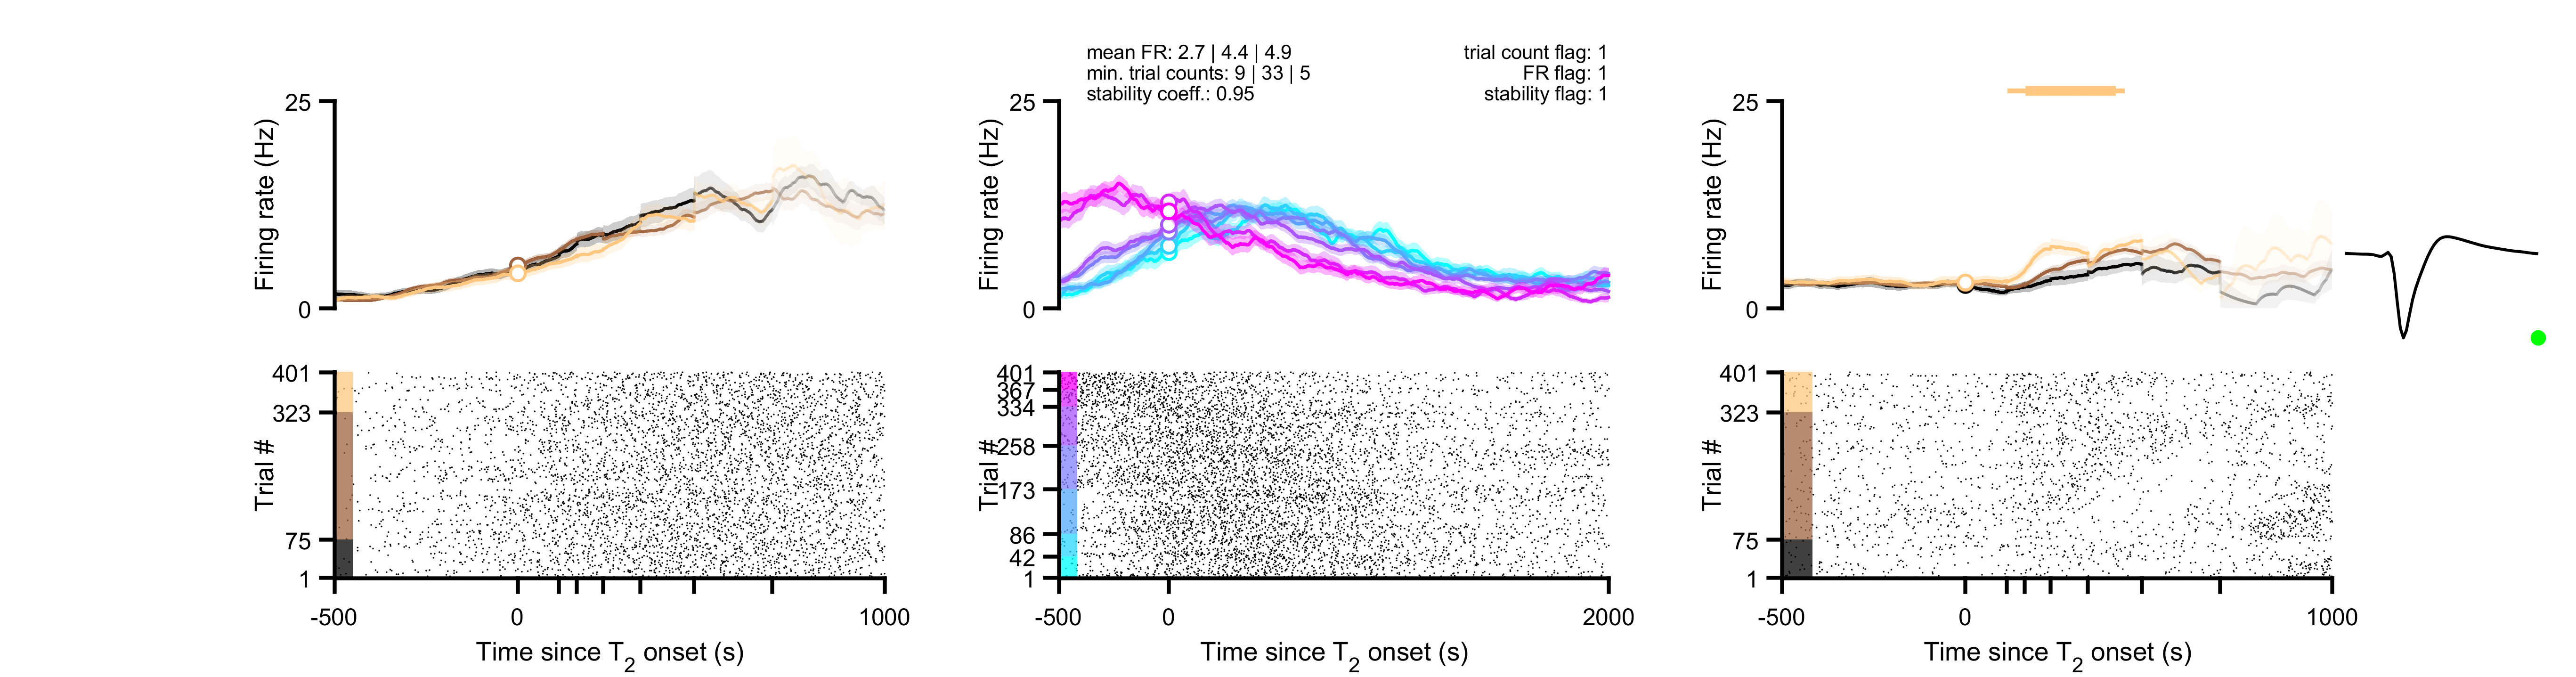 mean FR: 2.7 | 4.4 | 4.9
min. trial counts: 9 | 33 | 5
stability coeff.: 0.95
trial count flag: 1
FR flag: 1
stability flag: 1
25
Firing rate (Hz)
0
401
323
Trial #
75
1
-500
0
1000
Time since T2 onset (s)
25
Firing rate (Hz)
0
401
367
334
258
Trial #
173
86
42
1
-500
0
2000
Time since T2 onset (s)
25
Firing rate (Hz)
0
401
323
Trial #
75
1
-500
0
1000
Time since T2 onset (s)